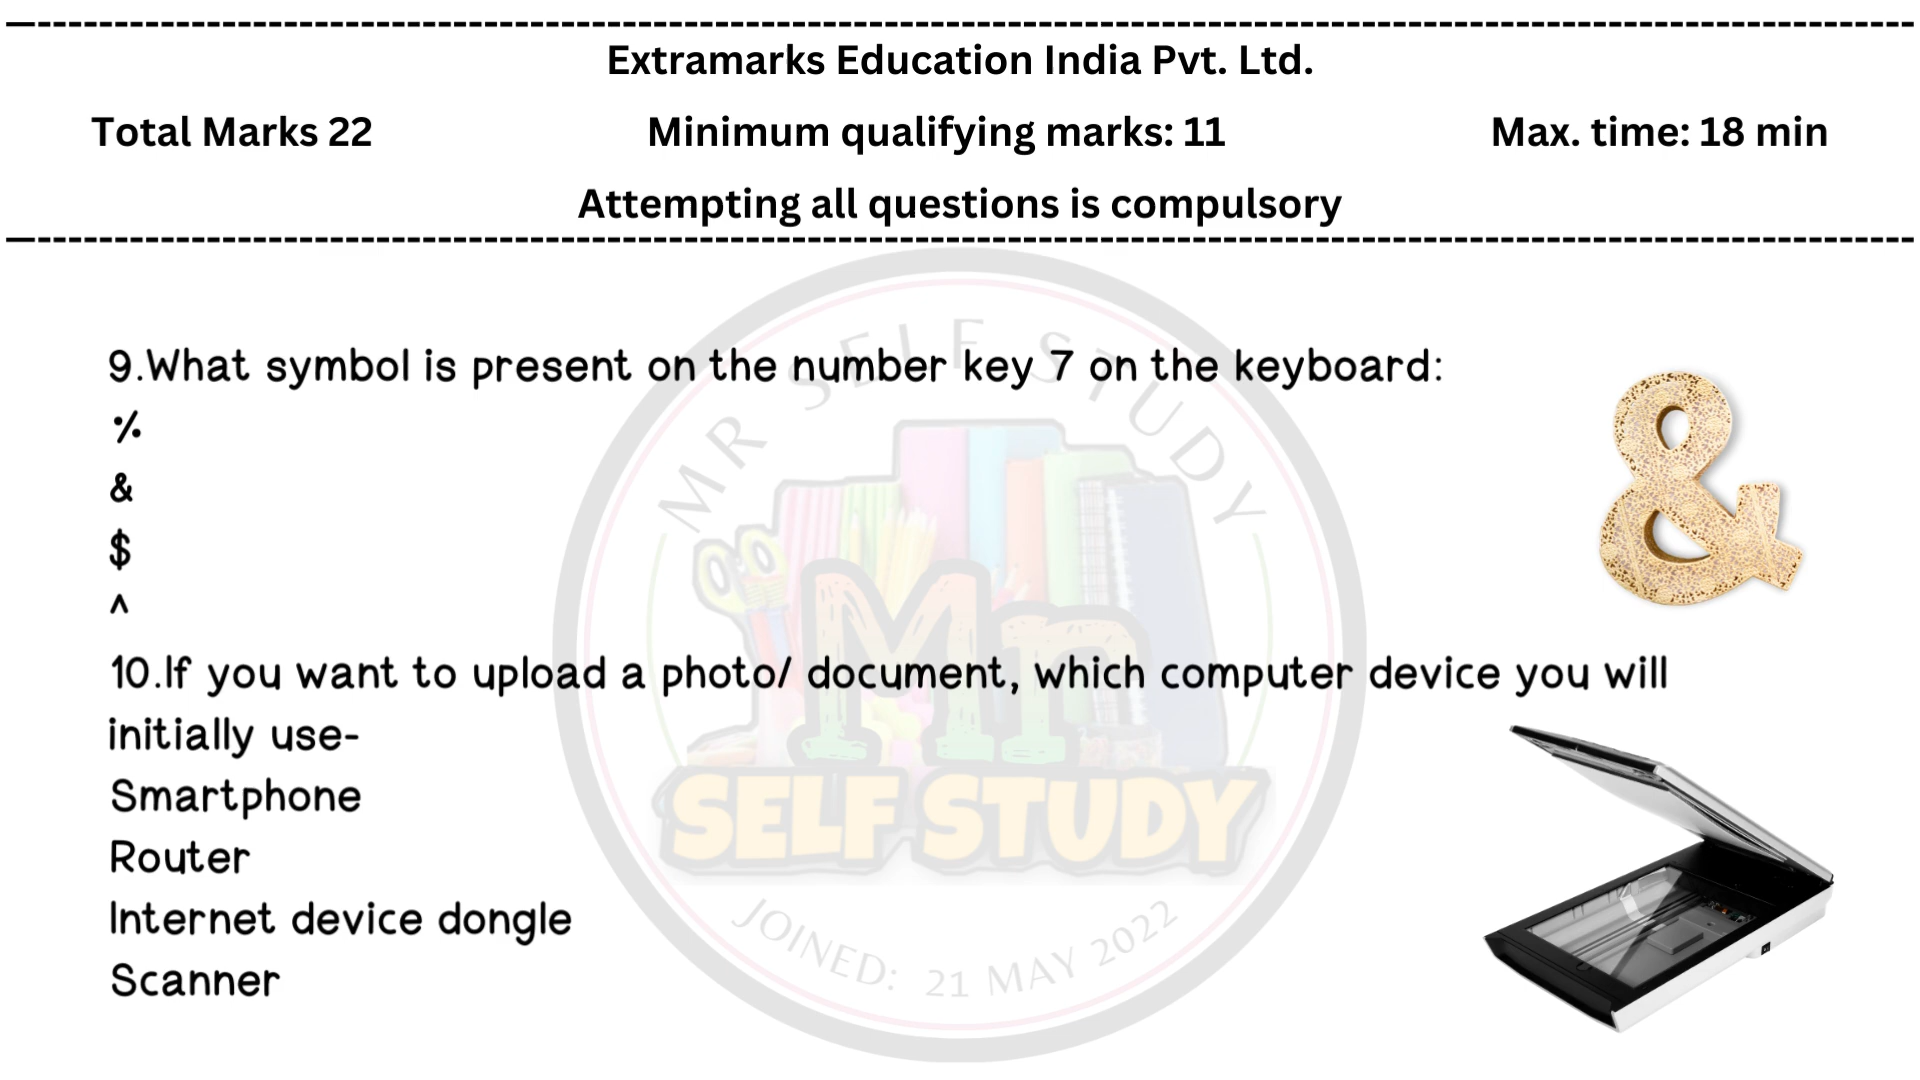 Extramarks Education India Pvt. Ltd.
Total Marks 22 Minimum qualifying marks: 11 Max. time: 18 min
Attempting all questions is compulsory
MR SELF STUDY
9.What symbol is present on the number key 7 on the keyboard:
%
&
$
^
&
Mn
SELF STUDY
10.If you want to upload a photo/ document, which computer device you will
initially use-
Smartphone
Router
Internet device dongle
Scanner
JOINED: 21 MAY 2022